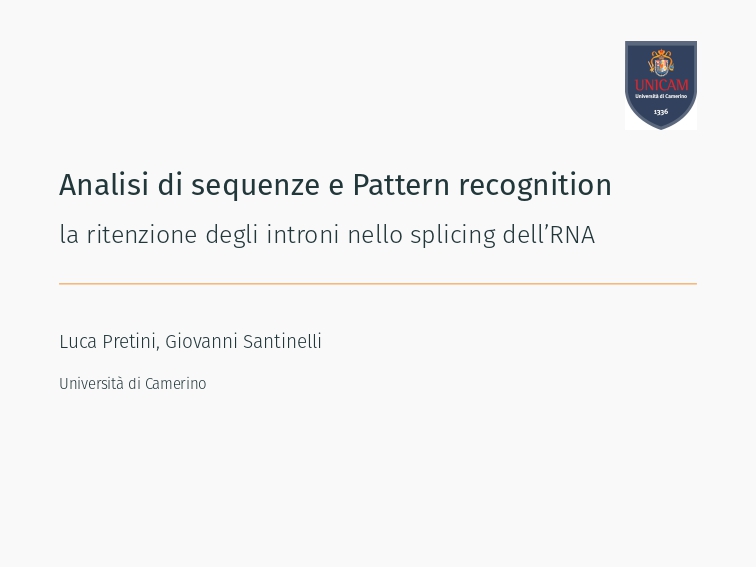 UNICAM
Università di Camerino
1336
Analisi di sequenze e Pattern recognition
la ritenzione degli introni nello splicing dell’RNA
Luca Pretini, Giovanni Santinelli
Università di Camerino